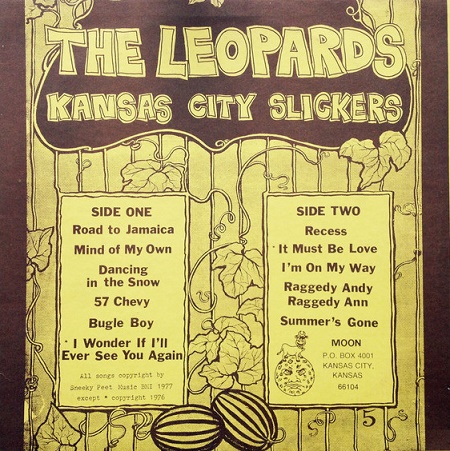 THE LEOPARDS
KANSAS CITY SLICKERS
SIDE ONE
Road to Jamaica
Mind of My Own
Dancing
in the Snow
57 Chevy
Bugle Boy
* I Wonder If I'll
Ever See You Again
All songs copyright by
Sneeky Peet Music BMI 1977
except * copyright 1976
SIDE TWO
Recess
* It Must Be Love
I'm On My Way
Raggedy Andy
Raggedy Ann
Summer's Gone
MOON
P.O. BOX 4001
KANSAS CITY,
KANSAS
66104
5